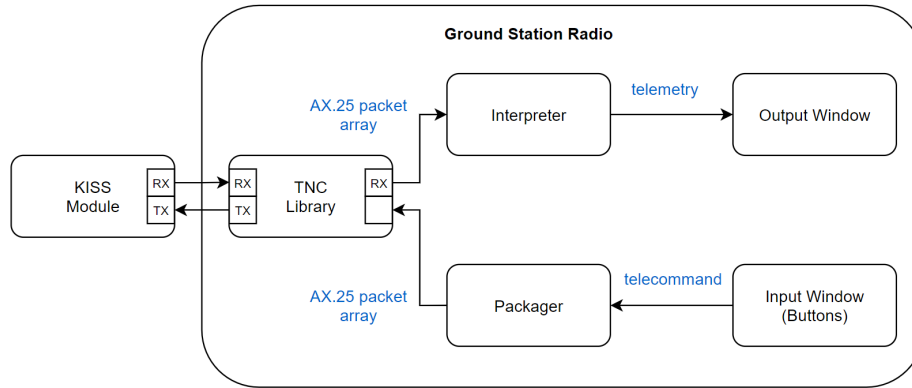 Ground Station Radio
AX.25 packet
array
telemetry
Interpreter
Output Window
KISS
Module
RX
TX
RX
TX
TNC
Library
RX
AX.25 packet
array
telecommand
Packager
Input Window
(Buttons)